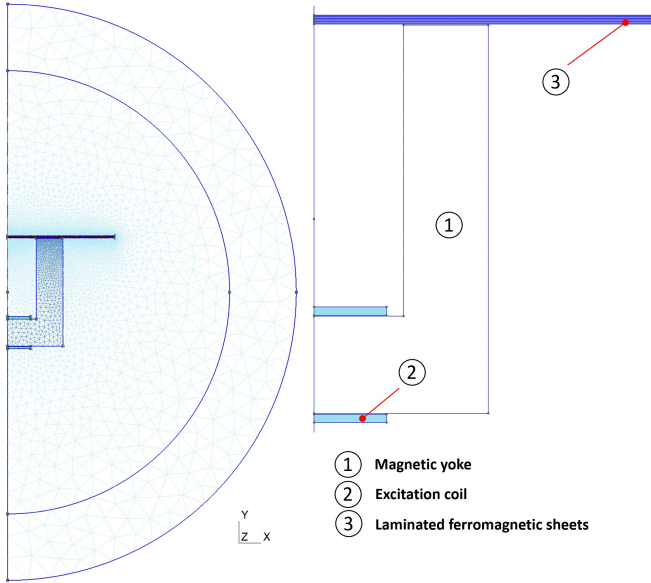 3
1
2
Y
Z X
1 Magnetic yoke
2 Excitation coil
3 Laminated ferromagnetic sheets